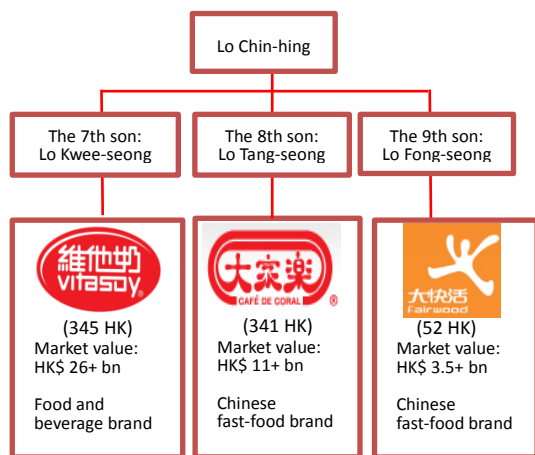 Lo Chin-hing
The 7th son:
Lo Kwee-seong
The 8th son:
Lo Tang-seong
The 9th son:
Lo Fong-seong
維他奶
vitasoy®
(345 HK)
Market value:
HK$ 26+ bn
Food and
beverage brand
大家楽
CAFÉ DE CORAL ®
(341 HK)
Market value:
HK$ 11+ bn
Chinese
fast-food brand
大快活
Fairwood
(52 HK)
Market value:
HK$ 3.5+ bn
Chinese
fast-food brand